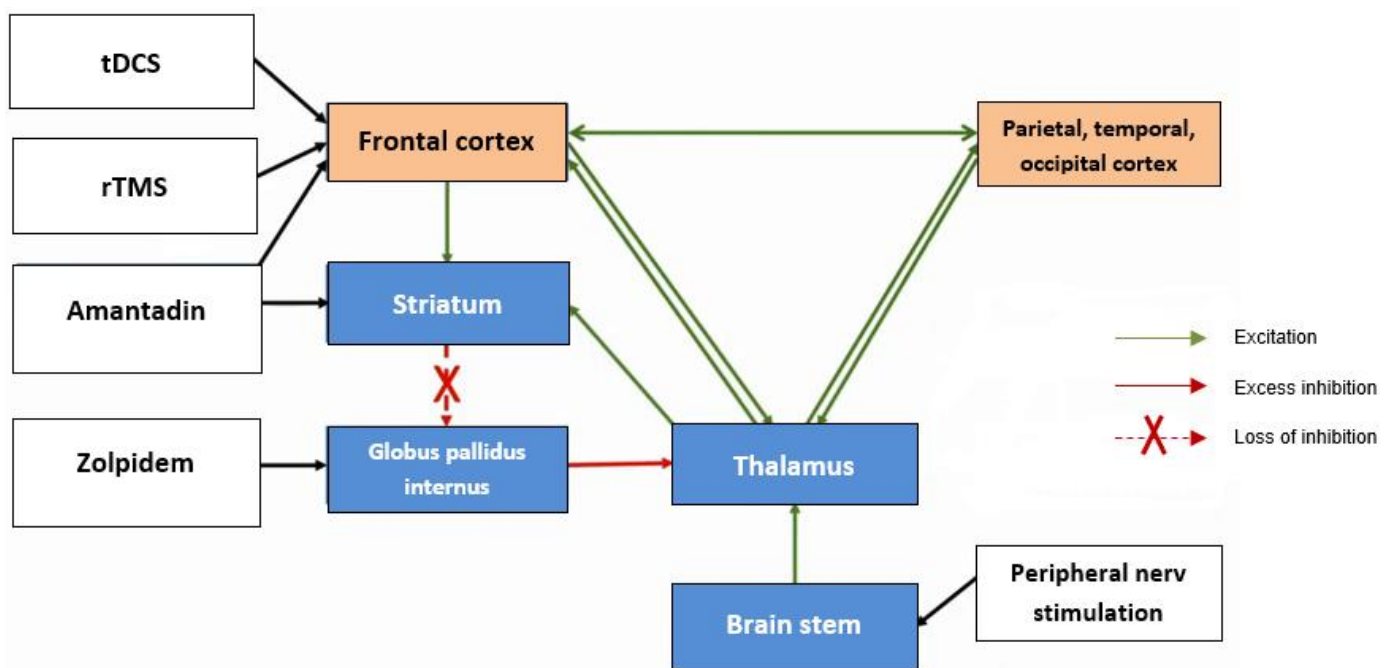 tDCS
Frontal cortex
Parietal, temporal,
occipital cortex
rTMS
Amantadin
Striatum
Excitation
Excess inhibition
Loss of inhibition
X
X
Zolpidem
Globus pallidus
internus
Thalamus
Peripheral nerv
stimulation
Brain stem